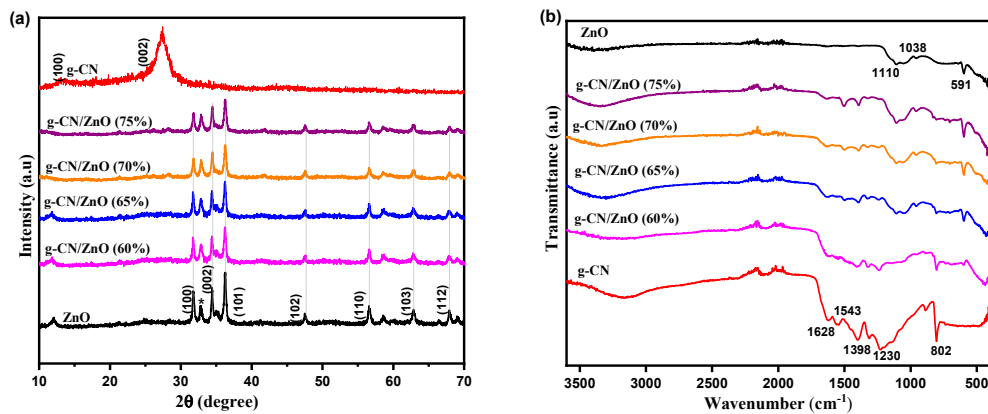 (a)
(100)
g-CN
(002)
g-CN/ZnO (75%)
g-CN/ZnO (70%)
g-CN/ZnO (65%)
g-CN/ZnO (60%)
ZnO
(100)
*
(002)
(101)
(102)
(110)
(103)
(112)
Intensity (a.u)
10 20 30 40 50 60 70
2θ (degree)
(b)
ZnO
1110
1038
591
g-CN/ZnO (75%)
g-CN/ZnO (70%)
g-CN/ZnO (65%)
g-CN/ZnO (60%)
g-CN
1628
1543
1398
1230
802
Transmittance (a.u)
3500 3000 2500 2000 1500 1000 500
Wavenumber (cm⁻¹)